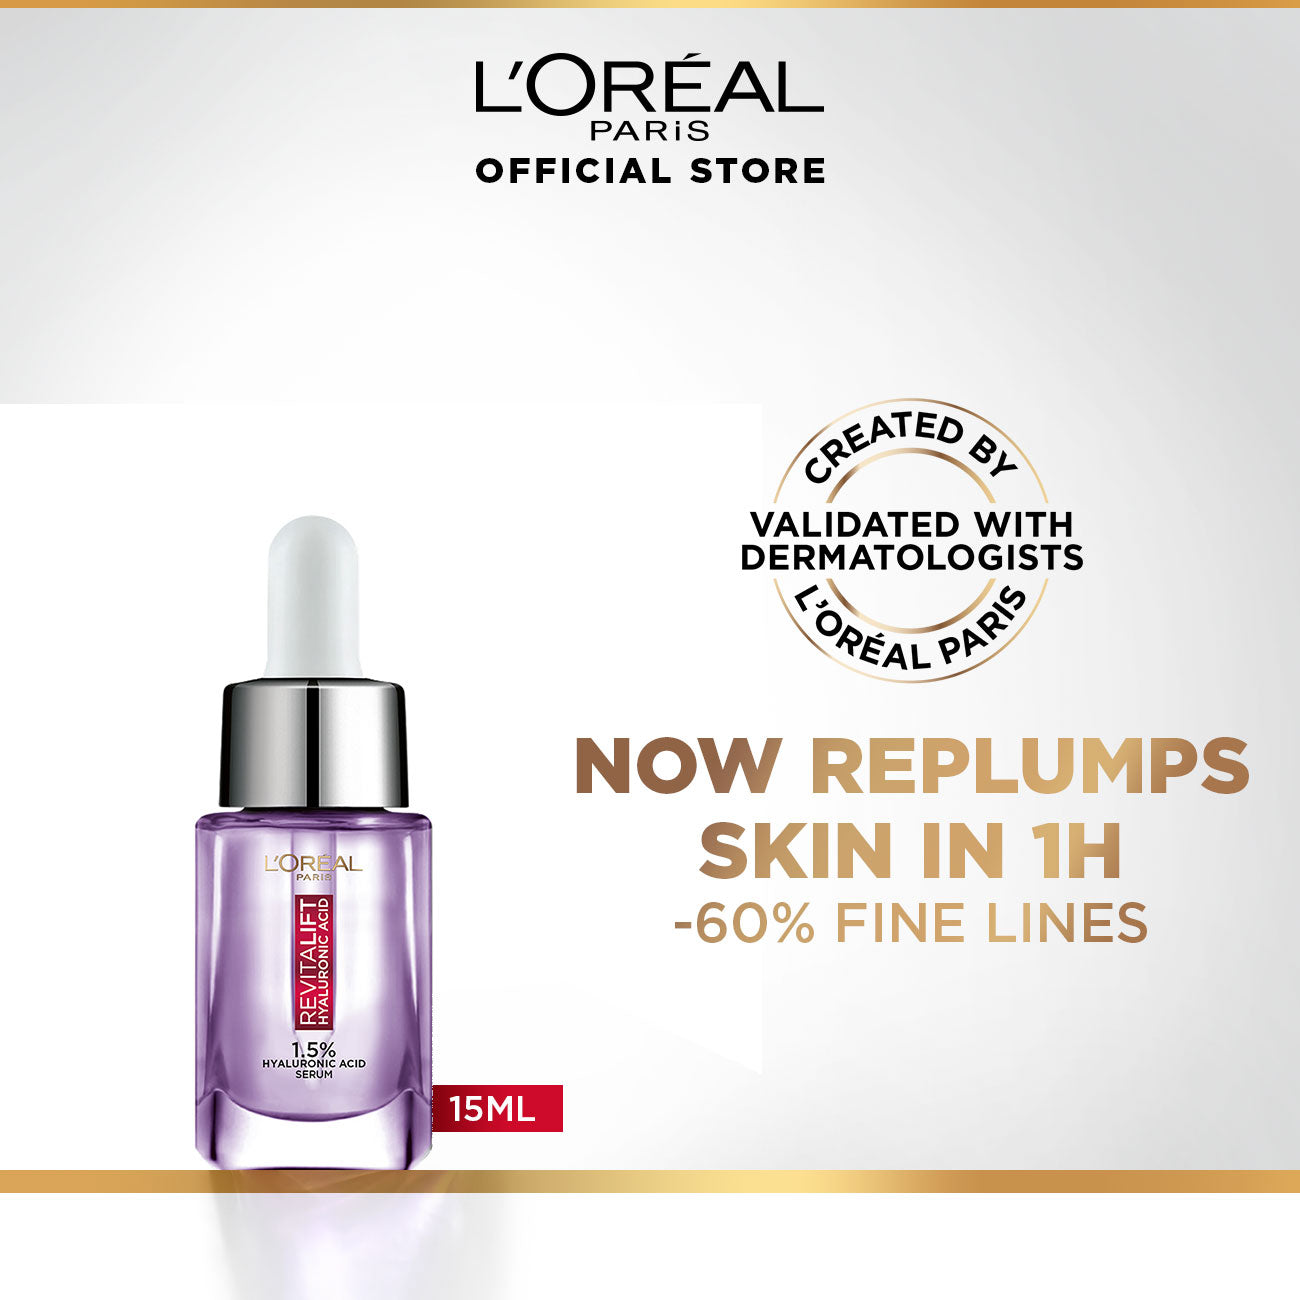 L'ORÉAL
PARiS
OFFICIAL STORE
CREATED BY
VALIDATED WITH
DERMATOLOGISTS
L'ORÉAL PARIS
NOW REPLUMPS
SKIN IN 1H
-60% FINE LINES
L'ORÉAL
PARIS
REVITALIFT
HYALURONIC ACID
1.5%
HYALURONIC ACID
SERUM
15ML